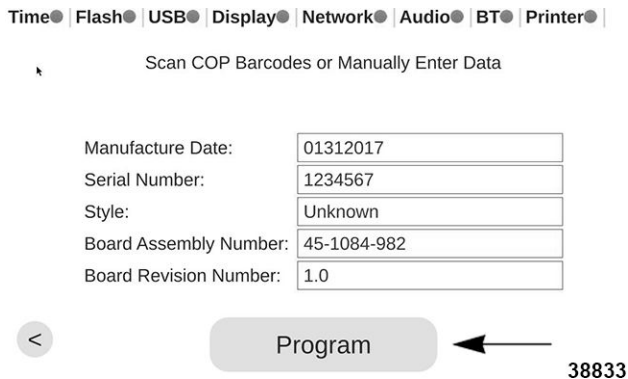 Time | Flash | USB | Display | Network | Audio | BT | Printer |
Scan COP Barcodes or Manually Enter Data
Manufacture Date: 01312017
Serial Number: 1234567
Style: Unknown
Board Assembly Number: 45-1084-982
Board Revision Number: 1.0
< Program
38833